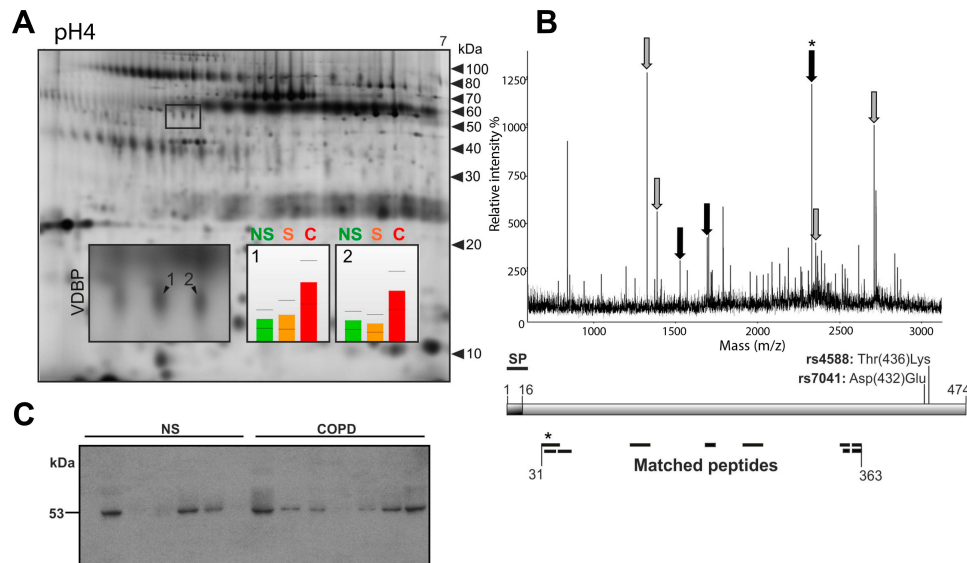 A
pH4
7
kDa
100
80
70
60
50
40
30
20
10
VDBP
1 2
NS S C
1
NS S C
2
B
*
Relative intensity %
1250
1000
750
500
250
0
1000 1500 2000 2500 3000
Mass (m/z)
SP
1 16
rs4588: Thr(436)Lys
rs7041: Asp(432)Glu
474
*
Matched peptides
31
363
C
NS COPD
kDa
53